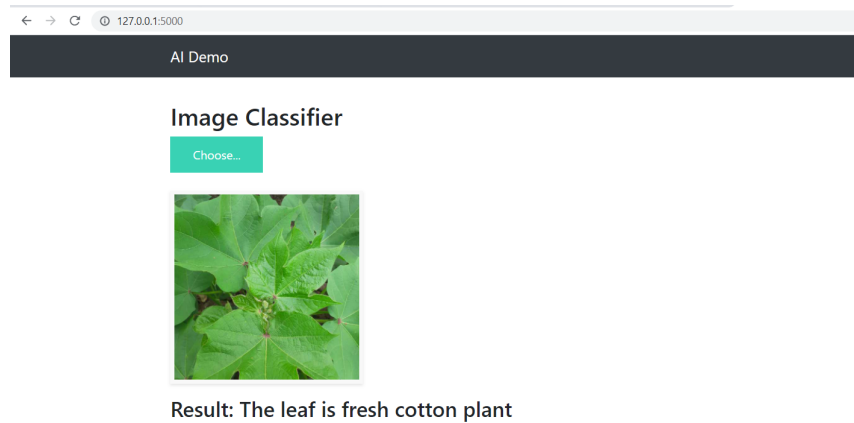 127.0.0.1:5000
AI Demo
Image Classifier
Choose...
Result: The leaf is fresh cotton plant